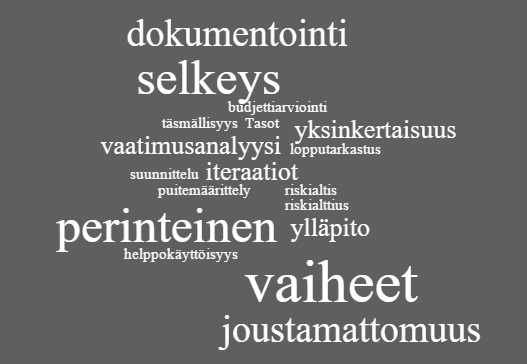 dokumentointi
selkeys
budjettiarviointi
täsmällisyys Tasot yksinkertaisuus
vaatimusanalyysi lopputarkastus
suunnittelu iteraatiot
puitemäärittely riskialtis
riskialttius
perinteinen ylläpito
helppokäyttöisyys
vaiheet
joustamattomuus